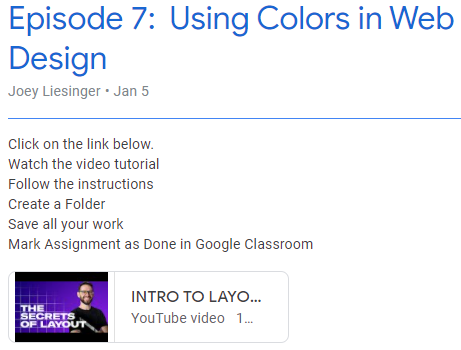 Episode 7:  Using Colors in Web
Design
Joey Liesinger • Jan 5
Click on the link below.
Watch the video tutorial
Follow the instructions
Create a Folder
Save all your work
Mark Assignment as Done in Google Classroom
THE
SECRETS
OF LAYOUT
INTRO TO LAYO...
YouTube video 1...